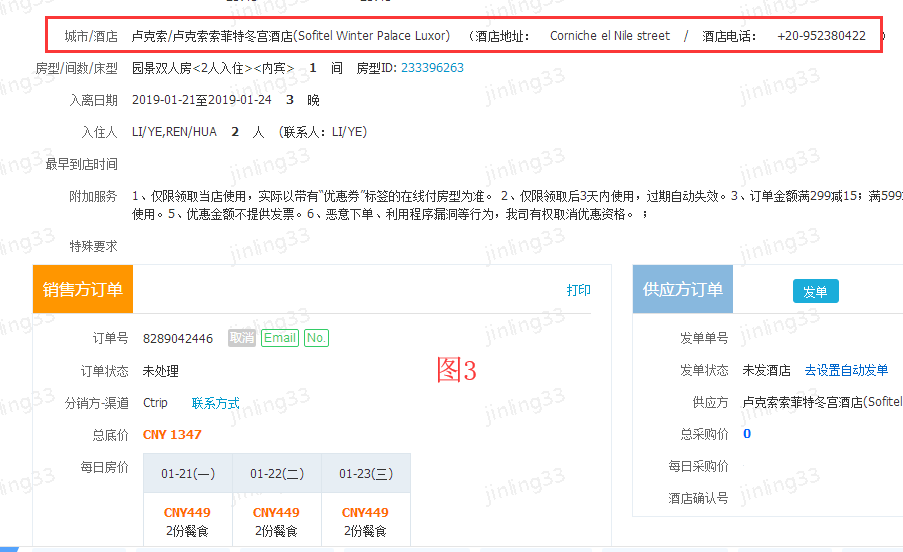 城市/酒店 卢克索/卢克索索菲特冬宫酒店(Sofitel Winter Palace Luxor) （酒店地址： Corniche el Nile street / 酒店电话： +20-952380422 ）
房型/间数/床型 园景双人房<2人入住><内宾> 1 间 房型ID: 233396263
入离日期 2019-01-21至2019-01-24 3 晚
入住人 LI/YE,REN/HUA 2 人 （联系人：LI/YE)
最早到店时间
附加服务 1、仅限领取当店使用，实际以带有“优惠券”标签的在线付房型为准。 2、仅限领取后3天内使用，过期自动失效。3、订单金额满299减15；满599
使用。5、优惠金额不提供发票。6、恶意下单、利用程序漏洞等行为，我司有权取消优惠资格。 ；
特殊要求
销售方订单 打印
订单号 8289042446 取消 Email No.
订单状态 未处理
分销方-渠道 Ctrip 联系方式
总底价 CNY 1347
每日房价 01-21(一) 01-22(二) 01-23(三)
CNY449 CNY449 CNY449
2份餐食 2份餐食 2份餐食
图3
供应方订单 发单
发单单号
发单状态 未发酒店 去设置自动发单
供应方 卢克索索菲特冬宫酒店(Sofitel
总采购价 0
每日采购价
酒店确认号
jinling33